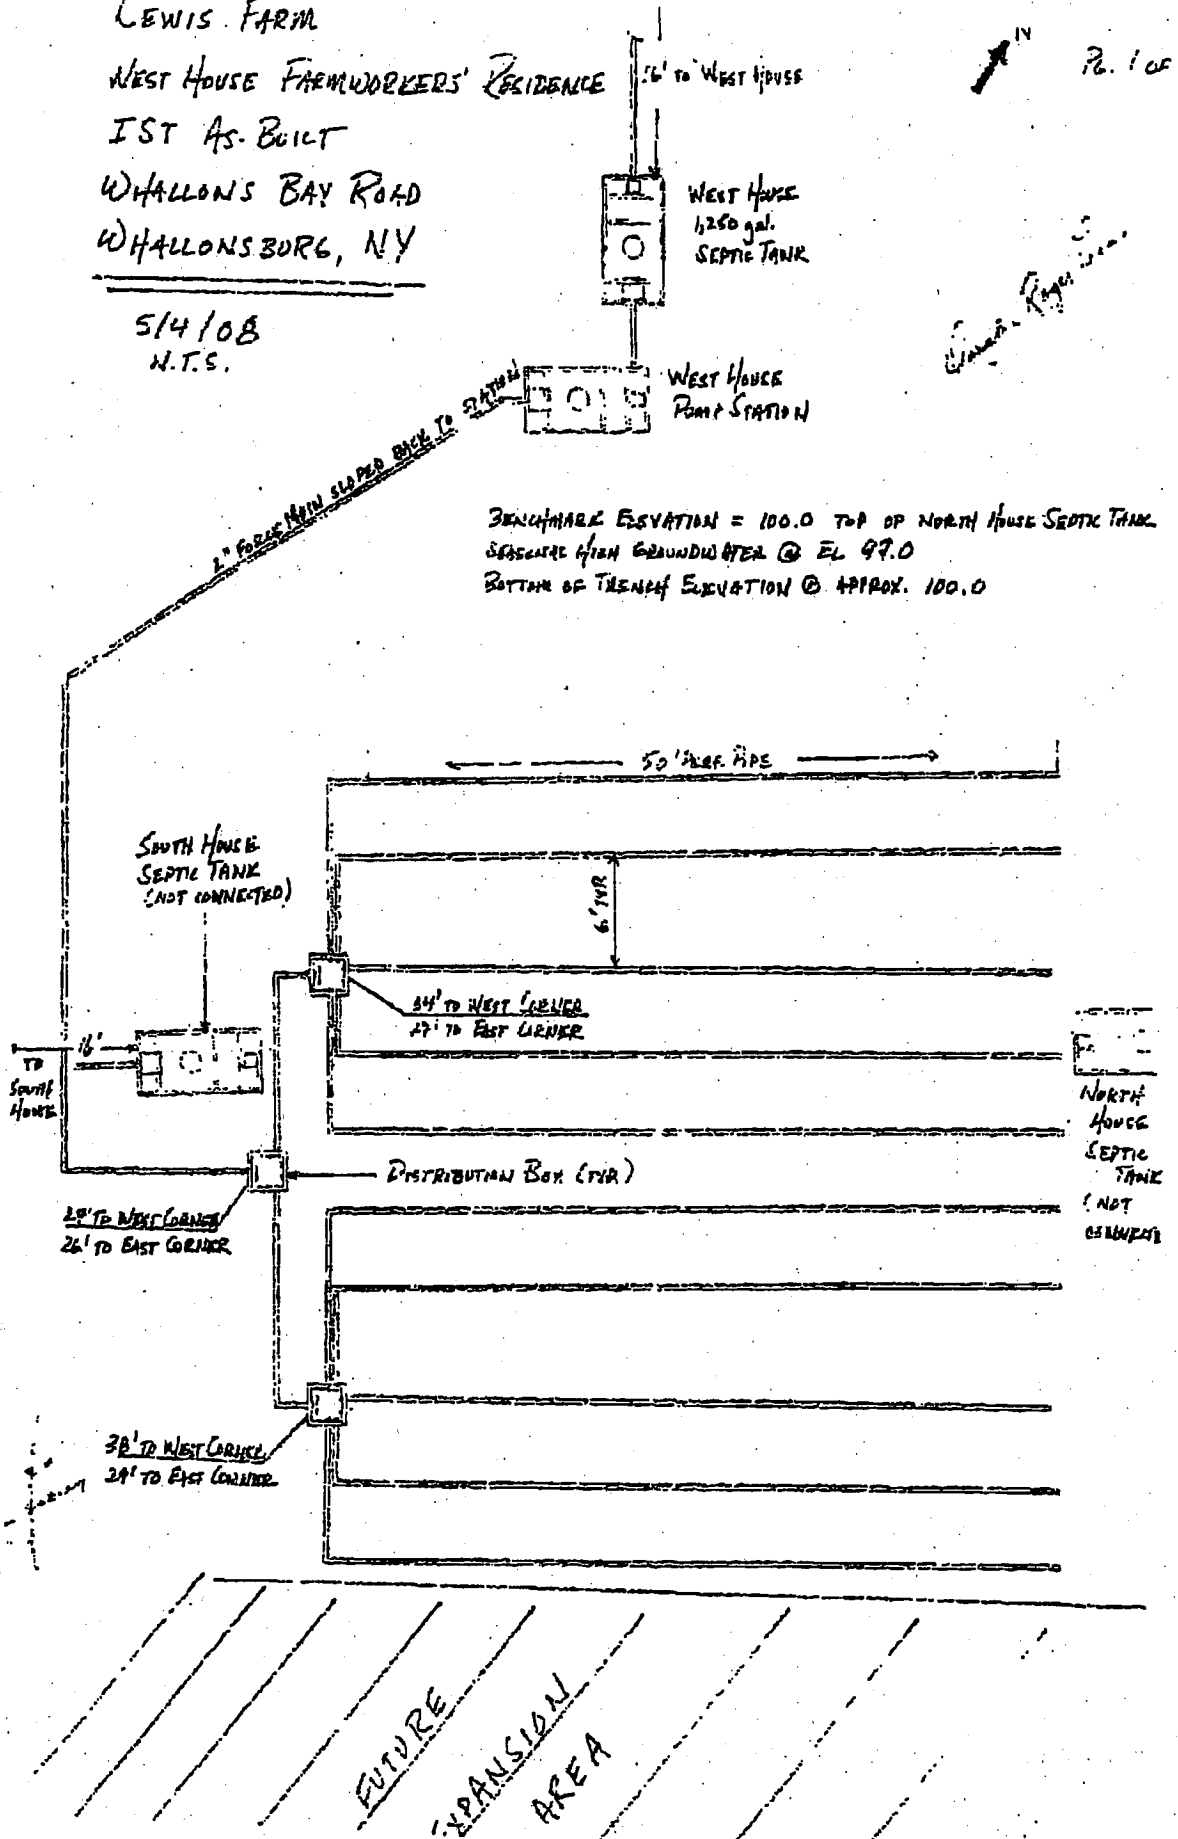 LEWIS FARM
WEST HOUSE FARMWORKERS' RESIDENCE
IST AS-BUILT
WHALLONS BAY ROAD
WHALLONSBURG, NY
5/4/08
N.T.S.
16' TO WEST HOUSE
N
PG. 1 OF
WEST HOUSE
1,250 gal.
SEPTIC TANK
WEST HOUSE
PUMP STATION
2" FORCE MAIN SLOPED BACK TO STATION
BENCHMARK ELEVATION = 100.0 TOP OF NORTH HOUSE SEPTIC TANK
SEASONAL HIGH GROUNDWATER @ EL 97.0
BOTTOM OF TRENCH ELEVATION @ APPROX. 100.0
50' PERF. PIPE
6' TYP.
SOUTH HOUSE
SEPTIC TANK
(NOT CONNECTED)
34' TO WEST CORNER
27' TO EAST CORNER
16'
TO
SOUTH
HOUSE
NORTH
HOUSE
SEPTIC
TANK
(NOT
DISTRIBUTION BOX (TYP.)
TO WEST CORNER
26' TO EAST CORNER
38' TO WEST CORNER
29' TO EAST CORNER
FUTURE
EXPANSION
AREA